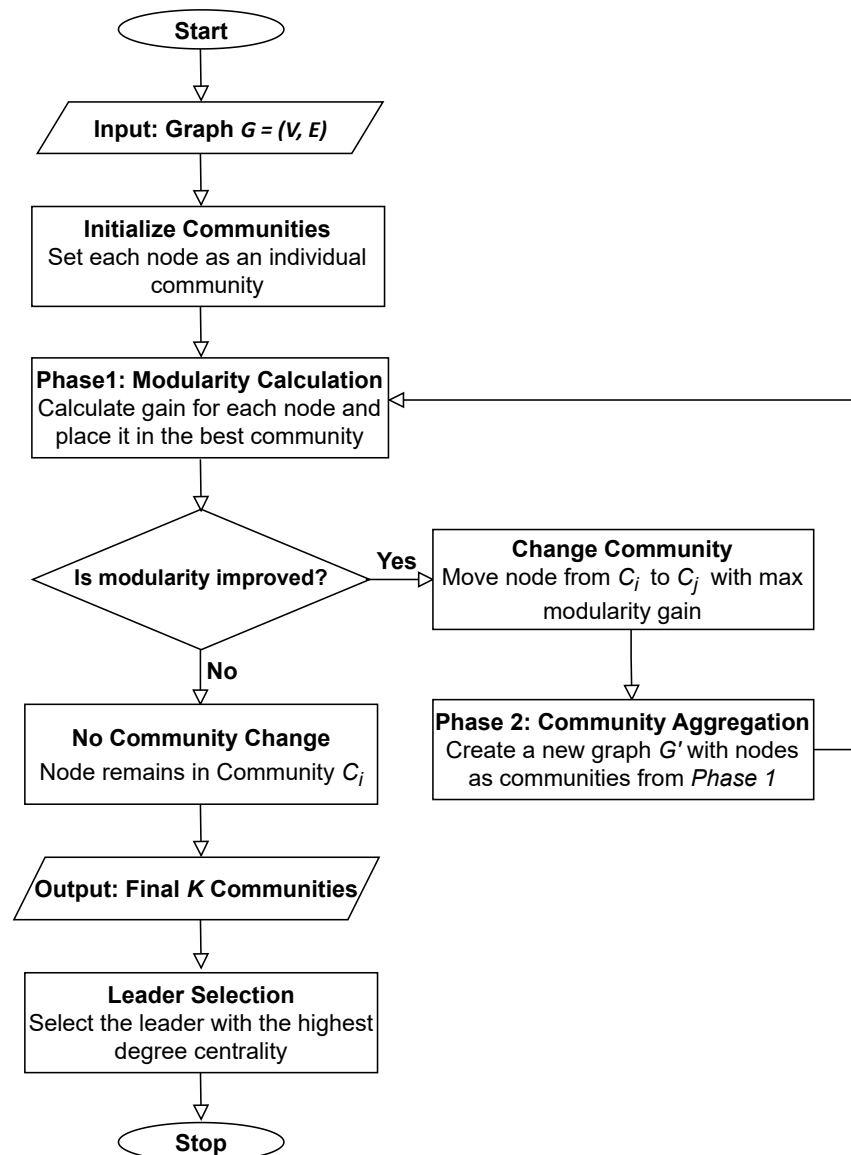 Start
Input: Graph G = (V, E)
Initialize Communities
Set each node as an individual
community
Phase1: Modularity Calculation
Calculate gain for each node and
place it in the best community
Is modularity improved?
Yes
Change Community
Move node from Ci to Cj with max
modularity gain
No
No Community Change
Node remains in Community Ci
Phase 2: Community Aggregation
Create a new graph G' with nodes
as communities from Phase 1
Output: Final K Communities
Leader Selection
Select the leader with the highest
degree centrality
Stop